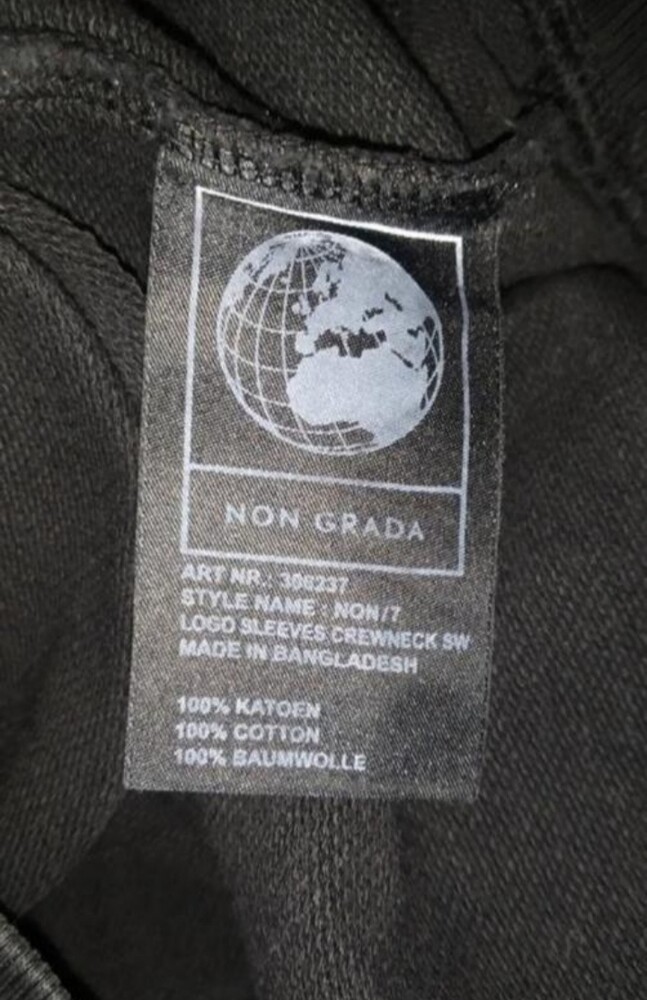 NON GRADA
ART NR.: 306237
STYLE NAME : NON/7
LOGO SLEEVES CREWNECK SW
MADE IN BANGLADESH
100% KATOEN
100% COTTON
100% BAUMWOLLE